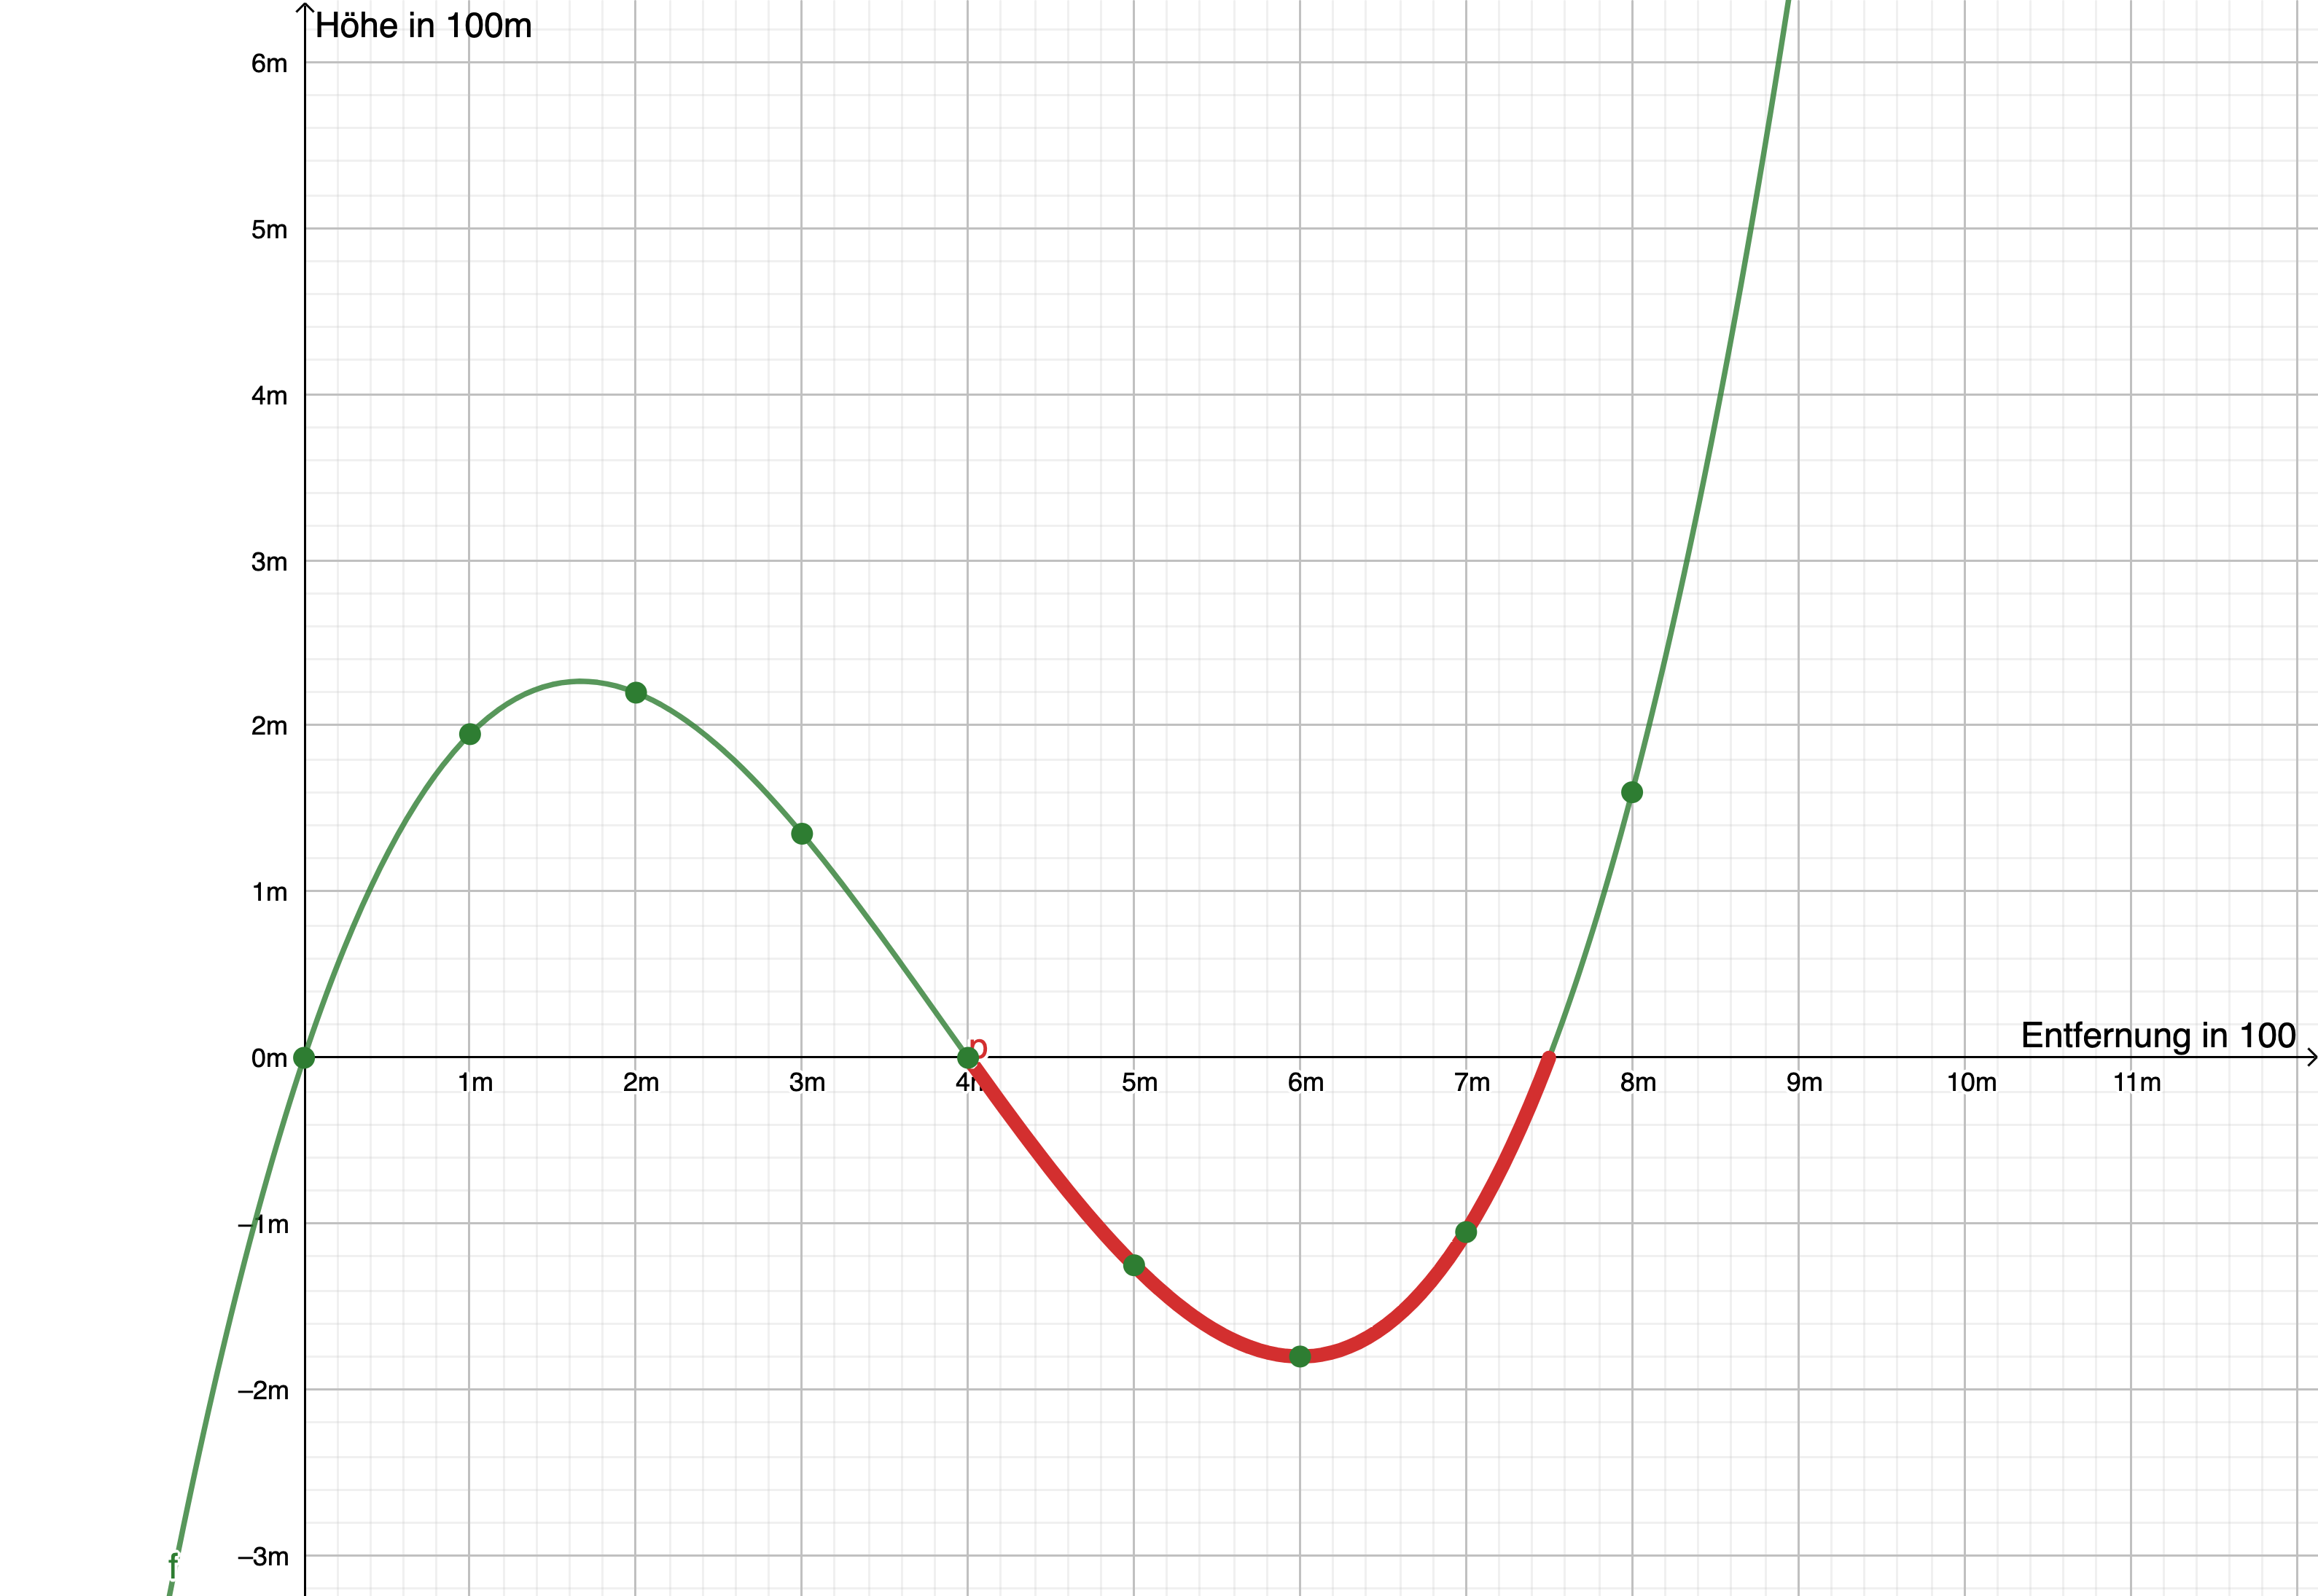 Höhe in 100m
6m
5m
4m
3m
2m
1m
0m
p
Entfernung in 100
1m 2m 3m 4m 5m 6m 7m 8m 9m 10m 11m
–1m
–2m
–3m
f